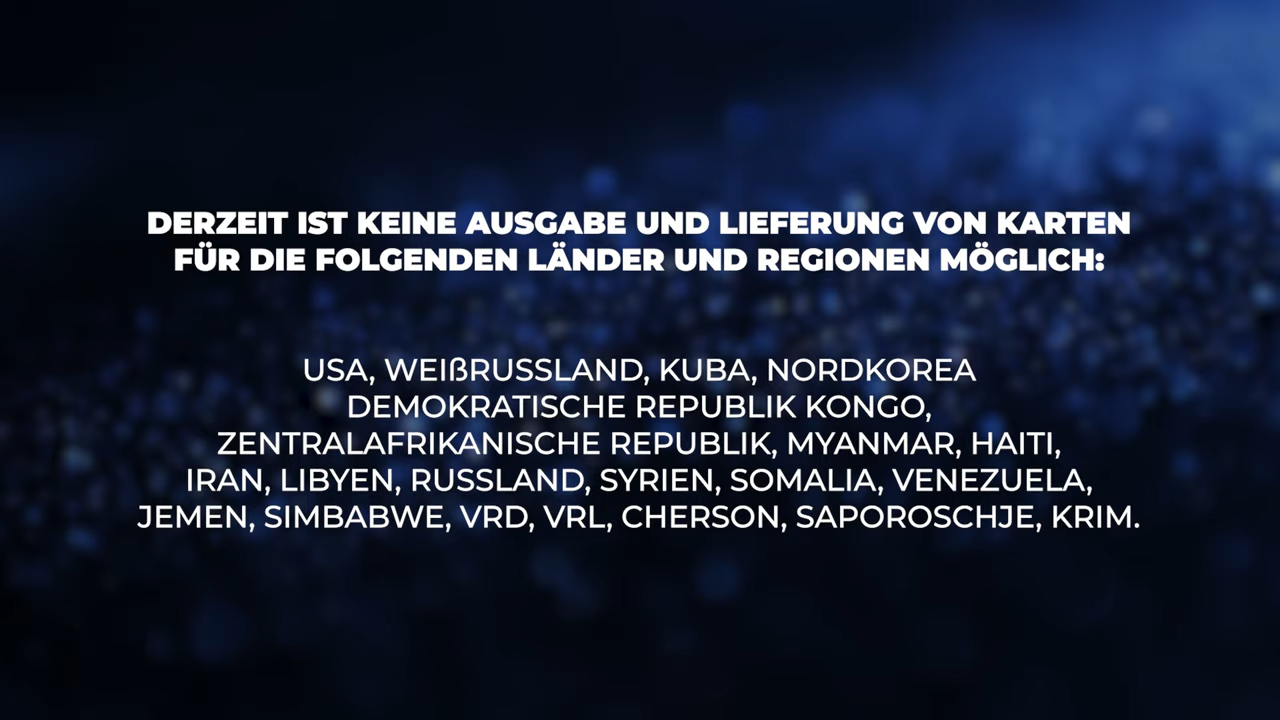 DERZEIT IST KEINE AUSGABE UND LIEFERUNG VON KARTEN
FÜR DIE FOLGENDEN LÄNDER UND REGIONEN MÖGLICH:
USA, WEIßRUSSLAND, KUBA, NORDKOREA
DEMOKRATISCHE REPUBLIK KONGO,
ZENTRALAFRIKANISCHE REPUBLIK, MYANMAR, HAITI,
IRAN, LIBYEN, RUSSLAND, SYRIEN, SOMALIA, VENEZUELA,
JEMEN, SIMBABWE, VRD, VRL, CHERSON, SAPOROSCHJE, KRIM.